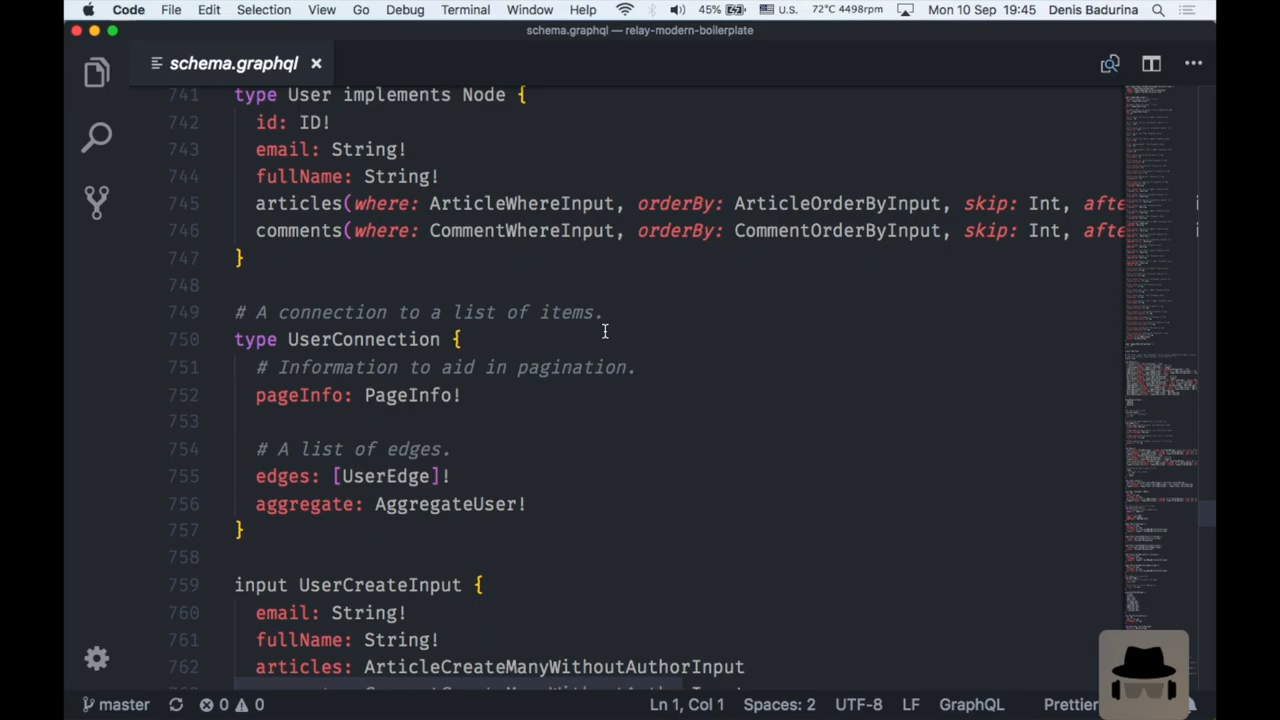 Code File Edit Selection View Go Debug Terminal Window Help 45% U.S. 72°C 4498rpm Mon 10 Sep 19:45 Denis Badurina
schema.graphql — relay-modern-boilerplate
schema.graphql
741 type User implements Node {
742 id: ID!
743 email: String!
744 fullName: String!
745 articles(where: ArticleWhereInput, orderBy: ArticleOrderByInput, skip: Int, afte
746 comments(where: CommentWhereInput, orderBy: CommentOrderByInput, skip: Int, afte
747 }
748
749 # A connection to a list of items.
750 type UserConnection {
751 # Information to aid in pagination.
752 pageInfo: PageInfo!
753
754 # A list of edges.
755 edges: [UserEdge]!
756 aggregate: AggregateUser!
757 }
758
759 input UserCreateInput {
760 email: String!
761 fullName: String!
762 articles: ArticleCreateManyWithoutAuthorInput
master 0 0 Ln 1, Col 1 Spaces: 2 UTF-8 LF GraphQL Prettier